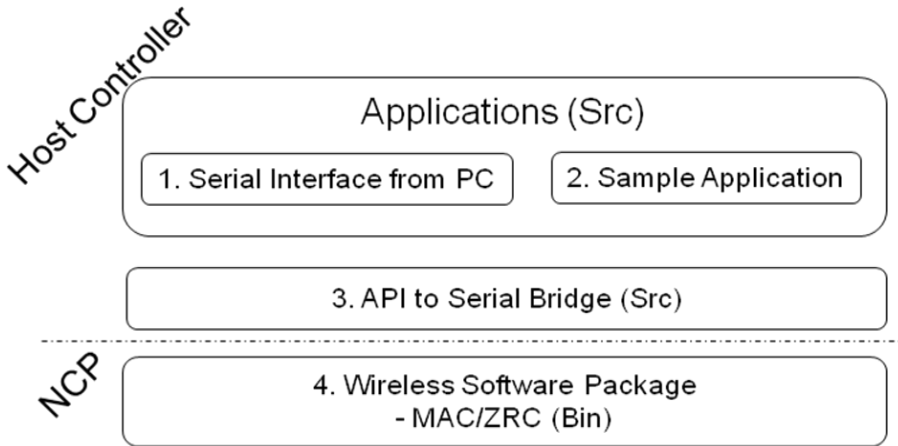 Host Controller
Applications (Src)
1. Serial Interface from PC
2. Sample Application
3. API to Serial Bridge (Src)
NCP
4. Wireless Software Package
- MAC/ZRC (Bin)